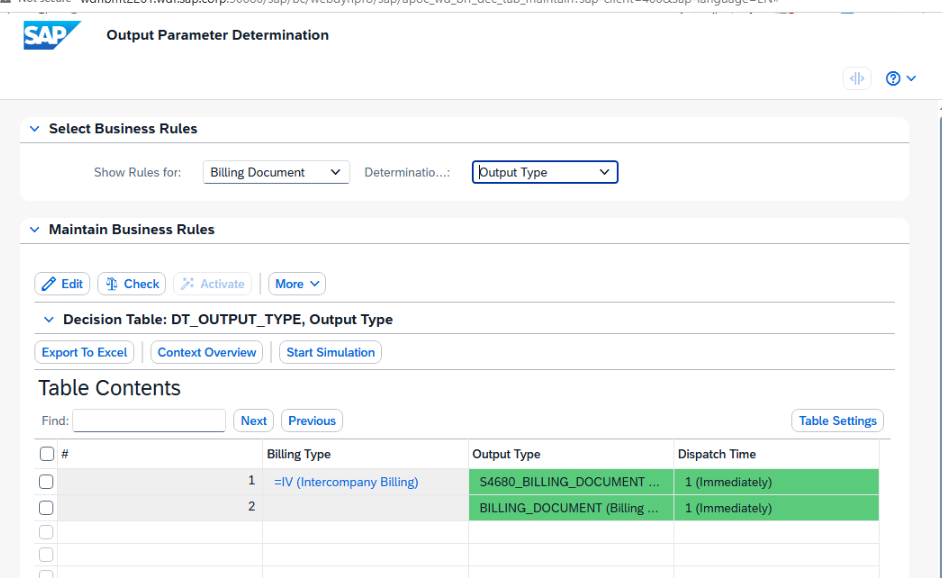 SAP Output Parameter Determination
Select Business Rules
Show Rules for: Billing Document Determinatio...: Output Type
Maintain Business Rules
Edit Check Activate More
Decision Table: DT_OUTPUT_TYPE, Output Type
Export To Excel Context Overview Start Simulation
Table Contents
Find: Next Previous Table Settings
# Billing Type Output Type Dispatch Time
1 =IV (Intercompany Billing) S4680_BILLING_DOCUMENT ... 1 (Immediately)
2 BILLING_DOCUMENT (Billing ... 1 (Immediately)